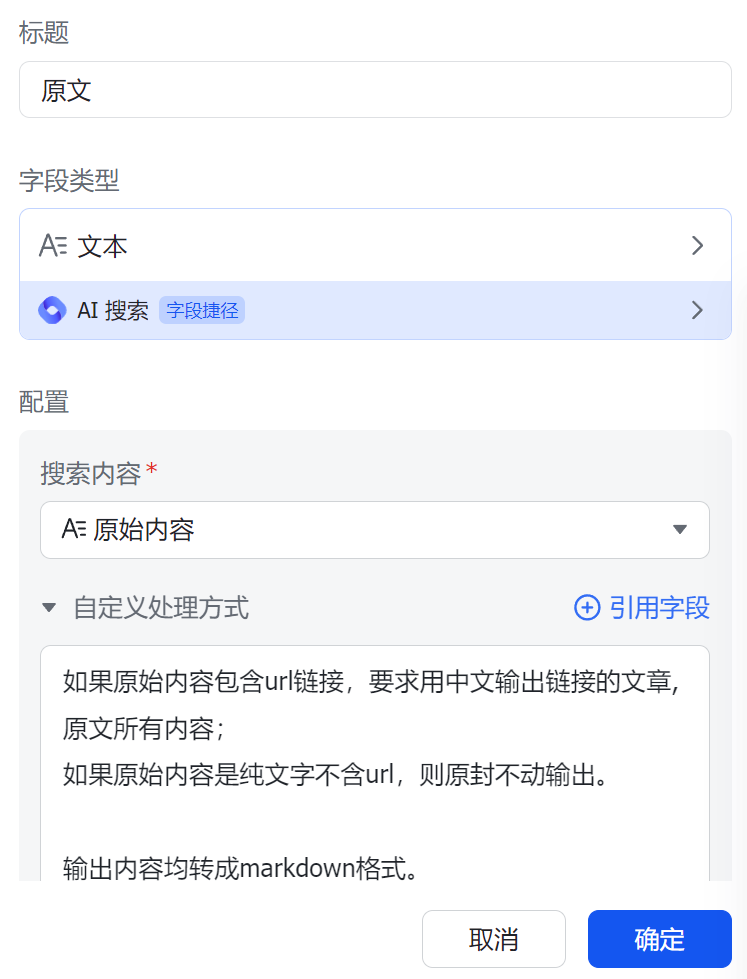 标题
原文
字段类型
文本
AI 搜索 字段捷径
配置
搜索内容*
原始内容
自定义处理方式 引用字段
如果原始内容包含url链接，要求用中文输出链接的文章,
原文所有内容；
如果原始内容是纯文字不含url，则原封不动输出。
输出内容均转成markdown格式。
取消 确定